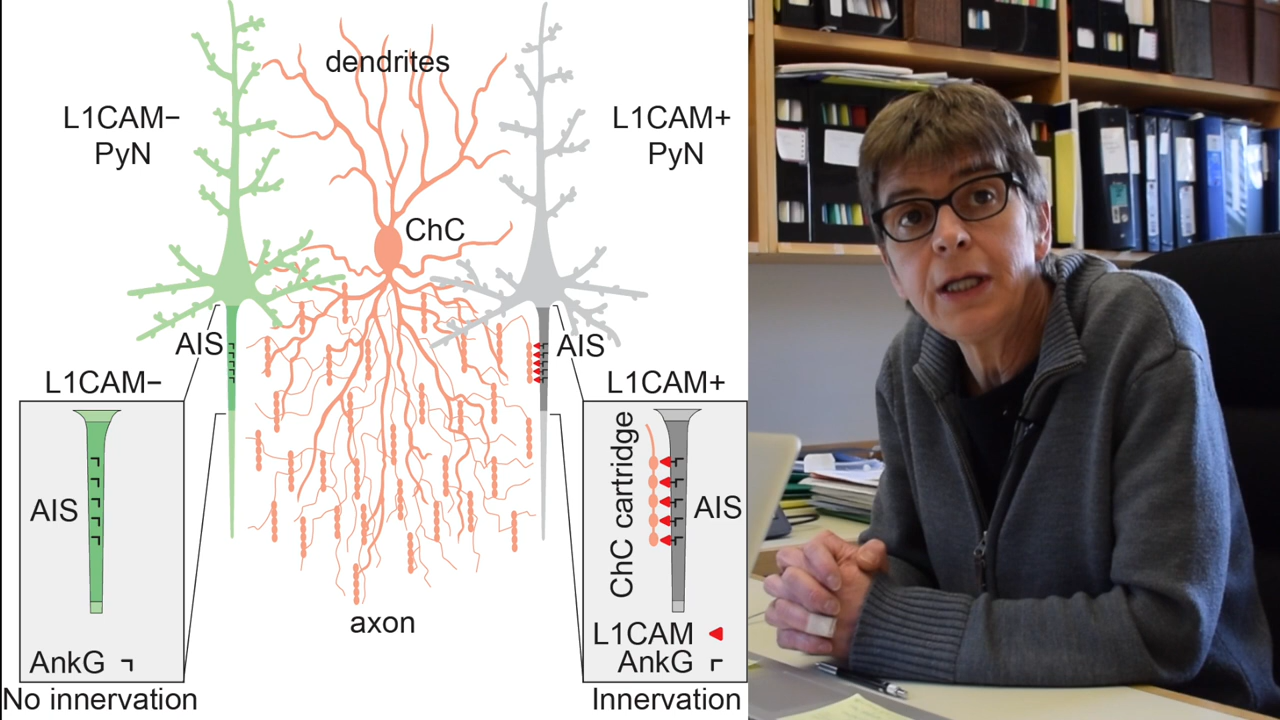 dendrites
L1CAM−
PyN
L1CAM+
PyN
ChC
AIS
AIS
L1CAM−
L1CAM+
AIS
ChC cartridge
AIS
axon
AnkG
L1CAM
AnkG
No innervation
Innervation